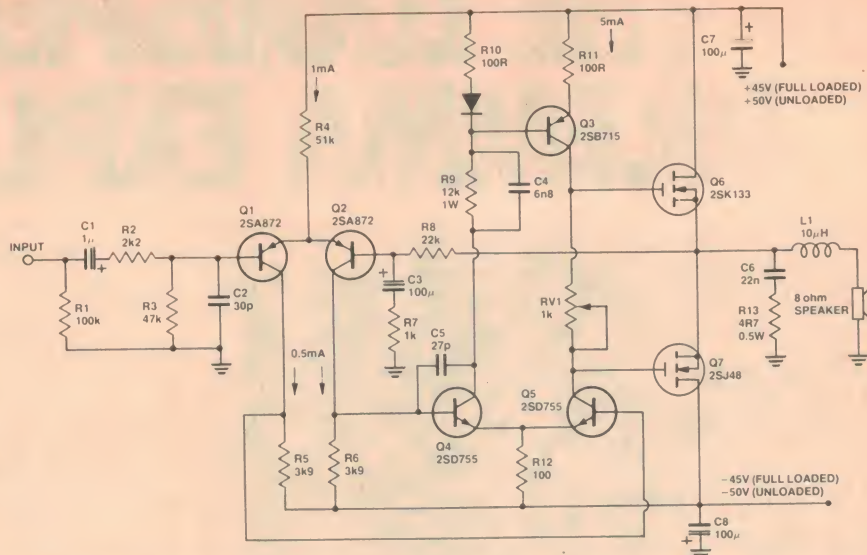 R10
100R
R11
100R
5mA
C7
100µ
+
+45V (FULL LOADED)
+50V (UNLOADED)
1mA
R4
51k
Q3
2SB715
R9
12k
1W
C4
6n8
Q6
2SK133
Q1
2SA872
Q2
2SA872
R8
22k
L1
10µH
C1
1µ
R2
2k2
INPUT
+
R1
100k
R3
47k
C2
30p
+
C3
100µ
R7
1k
RV1
1k
C6
22n
R13
4R7
0.5W
8 ohm
SPEAKER
0.5mA
C5
27p
Q7
2SJ48
Q4
2SD755
Q5
2SD755
R5
3k9
R6
3k9
R12
100
-45V (FULL LOADED)
-50V (UNLOADED)
C8
100µ
+